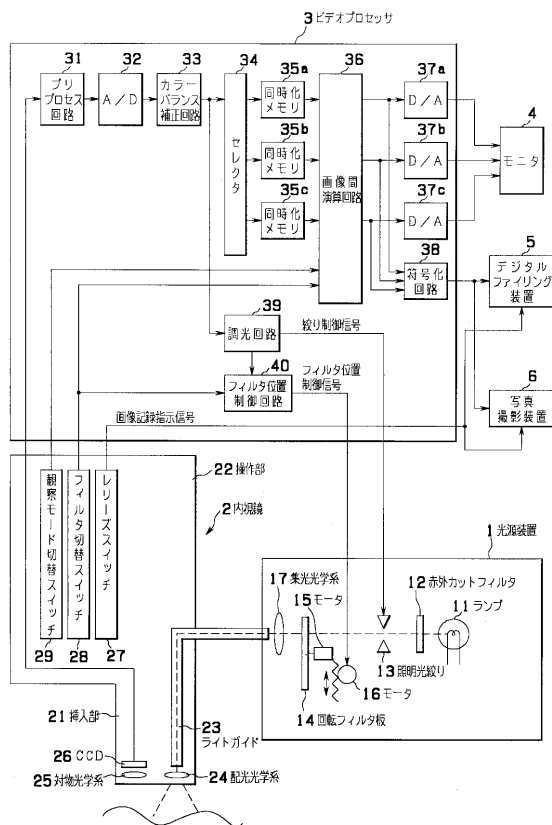 3 ビデオプロセッサ
31
プリ
プロセス
回路
32
A/D
33
カラー
バランス
補正回路
34
セレクタ
35a
同時化
メモリ
35b
同時化
メモリ
35c
同時化
メモリ
36
画像間
演算回路
37a
D/A
37b
D/A
37c
D/A
38
符号化
回路
4
モニタ
5
デジタル
ファイリング
装置
6
写真
撮影装置
39
調光回路
絞り制御信号
40
フィルタ位置
制御回路
フィルタ位置
制御信号
画像記録指示信号
22 操作部
2 内視鏡
観察モード切替スイッチ
29
フィルタ切替スイッチ
28
レリーズスイッチ
27
1 光源装置
17 集光光学系
15 モータ
12 赤外カットフィルタ
11 ランプ
13 照明光絞り
16 モータ
14 回転フィルタ板
21 挿入部
23
ライトガイド
26 CCD
25 対物光学系
24 配光光学系